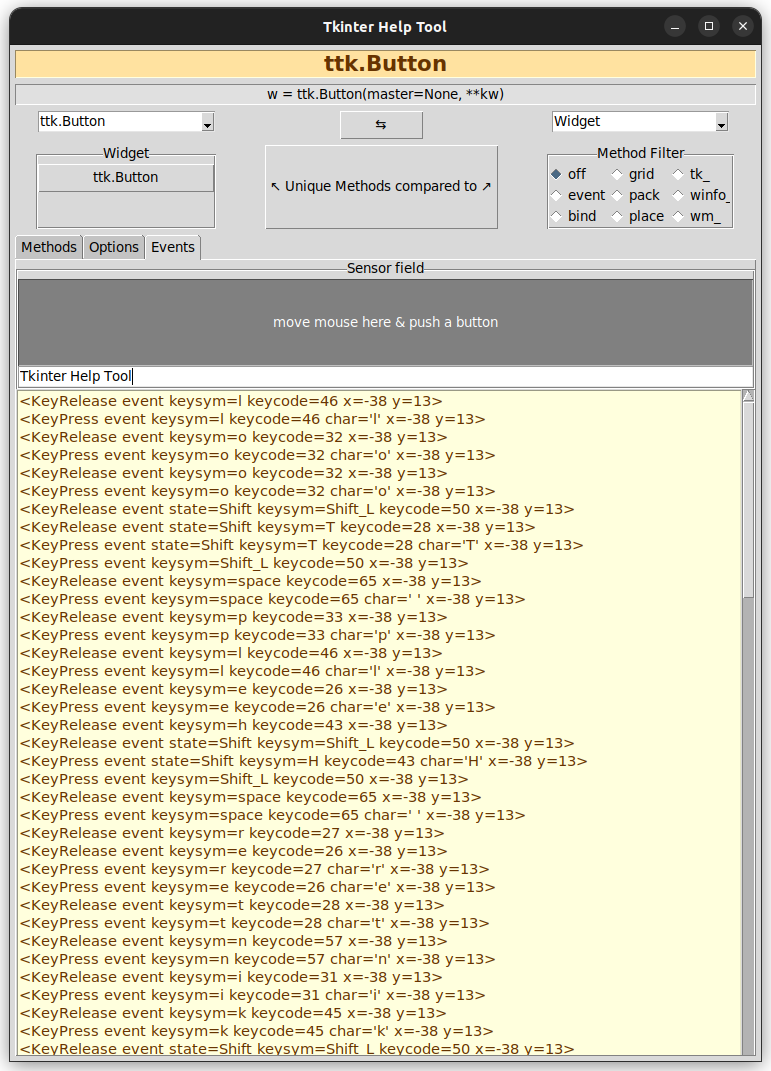 Tkinter Help Tool
ttk.Button
w = ttk.Button(master=None, **kw)
ttk.Button ⇆ Widget
Widget
ttk.Button
↖ Unique Methods compared to ↗
Method Filter
off grid tk_
event pack winfo_
bind place wm_
Methods Options Events
Sensor field
move mouse here & push a button
Tkinter Help Tool
<KeyRelease event keysym=l keycode=46 x=-38 y=13>
<KeyPress event keysym=l keycode=46 char='l' x=-38 y=13>
<KeyRelease event keysym=o keycode=32 x=-38 y=13>
<KeyPress event keysym=o keycode=32 char='o' x=-38 y=13>
<KeyRelease event keysym=o keycode=32 x=-38 y=13>
<KeyPress event keysym=o keycode=32 char='o' x=-38 y=13>
<KeyRelease event state=Shift keysym=Shift_L keycode=50 x=-38 y=13>
<KeyRelease event state=Shift keysym=T keycode=28 x=-38 y=13>
<KeyPress event state=Shift keysym=T keycode=28 char='T' x=-38 y=13>
<KeyPress event keysym=Shift_L keycode=50 x=-38 y=13>
<KeyRelease event keysym=space keycode=65 x=-38 y=13>
<KeyPress event keysym=space keycode=65 char=' ' x=-38 y=13>
<KeyRelease event keysym=p keycode=33 x=-38 y=13>
<KeyPress event keysym=p keycode=33 char='p' x=-38 y=13>
<KeyRelease event keysym=l keycode=46 x=-38 y=13>
<KeyPress event keysym=l keycode=46 char='l' x=-38 y=13>
<KeyRelease event keysym=e keycode=26 x=-38 y=13>
<KeyPress event keysym=e keycode=26 char='e' x=-38 y=13>
<KeyRelease event keysym=h keycode=43 x=-38 y=13>
<KeyRelease event state=Shift keysym=Shift_L keycode=50 x=-38 y=13>
<KeyPress event state=Shift keysym=H keycode=43 char='H' x=-38 y=13>
<KeyPress event keysym=Shift_L keycode=50 x=-38 y=13>
<KeyRelease event keysym=space keycode=65 x=-38 y=13>
<KeyPress event keysym=space keycode=65 char=' ' x=-38 y=13>
<KeyRelease event keysym=r keycode=27 x=-38 y=13>
<KeyRelease event keysym=e keycode=26 x=-38 y=13>
<KeyPress event keysym=r keycode=27 char='r' x=-38 y=13>
<KeyPress event keysym=e keycode=26 char='e' x=-38 y=13>
<KeyRelease event keysym=t keycode=28 x=-38 y=13>
<KeyPress event keysym=t keycode=28 char='t' x=-38 y=13>
<KeyRelease event keysym=n keycode=57 x=-38 y=13>
<KeyPress event keysym=n keycode=57 char='n' x=-38 y=13>
<KeyRelease event keysym=i keycode=31 x=-38 y=13>
<KeyPress event keysym=i keycode=31 char='i' x=-38 y=13>
<KeyRelease event keysym=k keycode=45 x=-38 y=13>
<KeyPress event keysym=k keycode=45 char='k' x=-38 y=13>
<KeyRelease event state=Shift keysym=Shift_L keycode=50 x=-38 y=13>